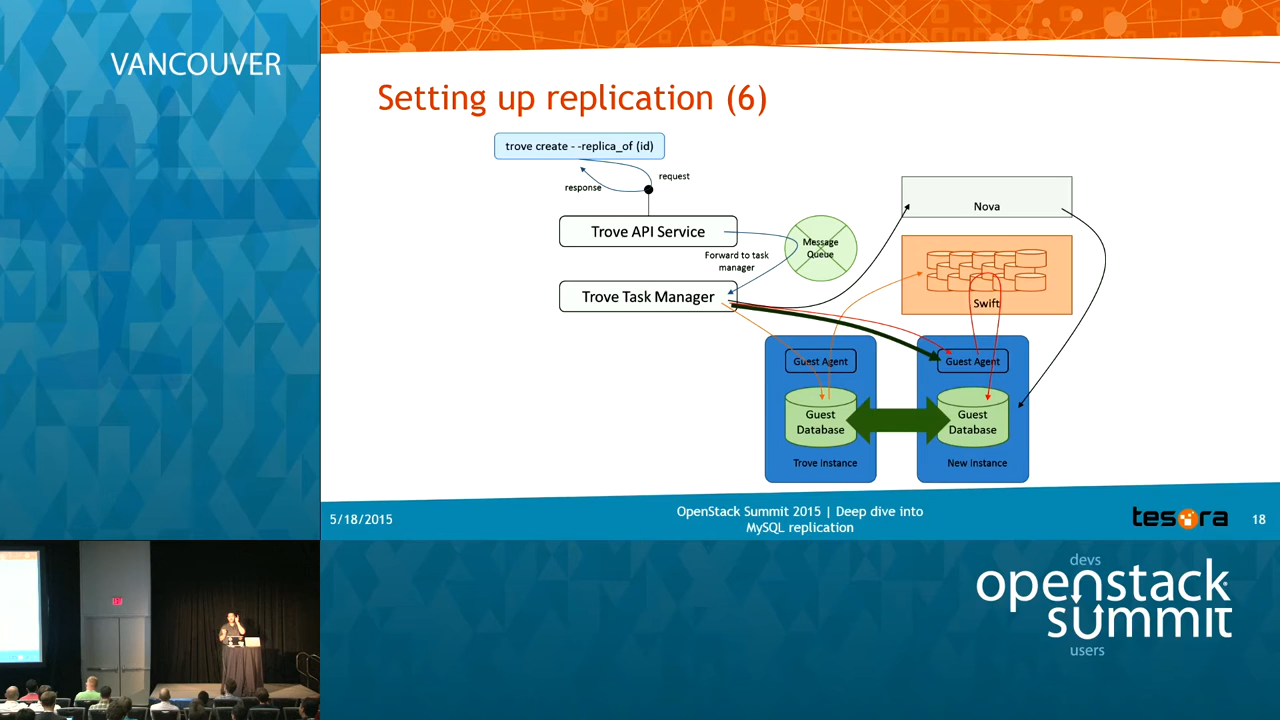 VANCOUVER
Setting up replication (6)
trove create - -replica_of (id)
request
response
Trove API Service
Message
Queue
Forward to task
manager
Trove Task Manager
Nova
Swift
Guest Agent
Guest Agent
Guest
Database
Guest
Database
Trove Instance
New Instance
5/18/2015
OpenStack Summit 2015 | Deep dive into
MySQL replication
tesora
18
devs
openstack
summit
users